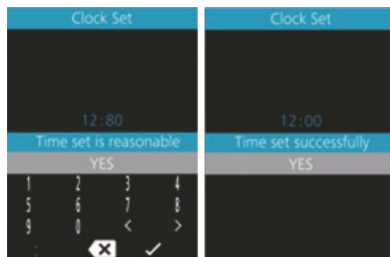 Clock Set
12:80
Time set is reasonable
YES
1 2 3 4
5 6 7 8
9 0 < >
:
Clock Set
12:00
Time set successfully
YES